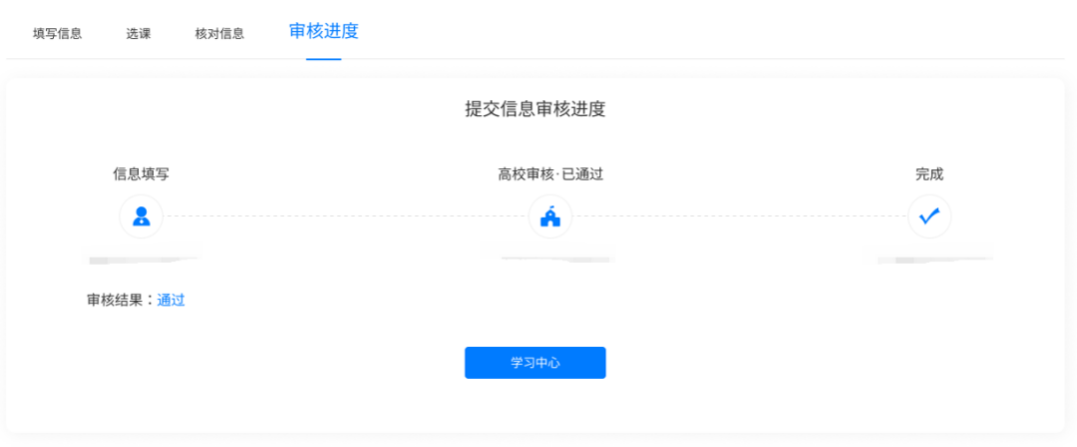 填写信息 选课 核对信息 审核进度
提交信息审核进度
信息填写 高校审核·已通过 完成
审核结果：通过
学习中心